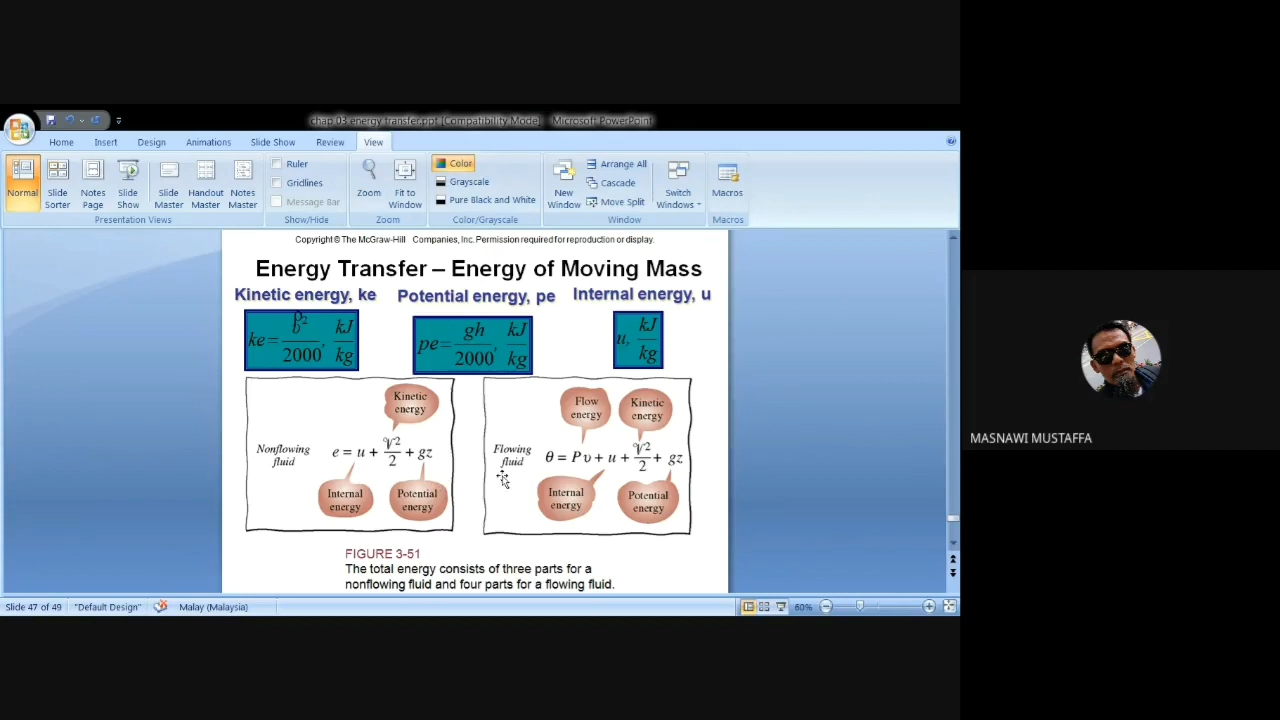 chap 03.energy transfer.ppt [Compatibility Mode] - Microsoft PowerPoint
Home Insert Design Animations Slide Show Review View
Normal
Slide Sorter
Notes Page
Slide Show
Slide Master
Handout Master
Notes Master
Presentation Views
Ruler
Gridlines
Message Bar
Show/Hide
Zoom
Fit to Window
Zoom
Color
Grayscale
Pure Black and White
Color/Grayscale
New Window
Arrange All
Cascade
Move Split
Switch Windows
Window
Macros
Macros
Copyright © The McGraw-Hill Companies, Inc. Permission required for reproduction or display.
Energy Transfer – Energy of Moving Mass
Kinetic energy, ke Potential energy, pe Internal energy, u
pe = gh/2000, kJ/kg
u, kJ/kg
Kinetic energy
Nonflowing fluid
e = u + 𝒱²/2 + gz
Internal energy
Potential energy
Flow energy
Kinetic energy
Flowing fluid
θ = Pυ + u + 𝒱²/2 + gz
Internal energy
Potential energy
FIGURE 3-51
The total energy consists of three parts for a
nonflowing fluid and four parts for a flowing fluid.
Slide 47 of 49 "Default Design" Malay (Malaysia) 60%
MASNAWI MUSTAFFA